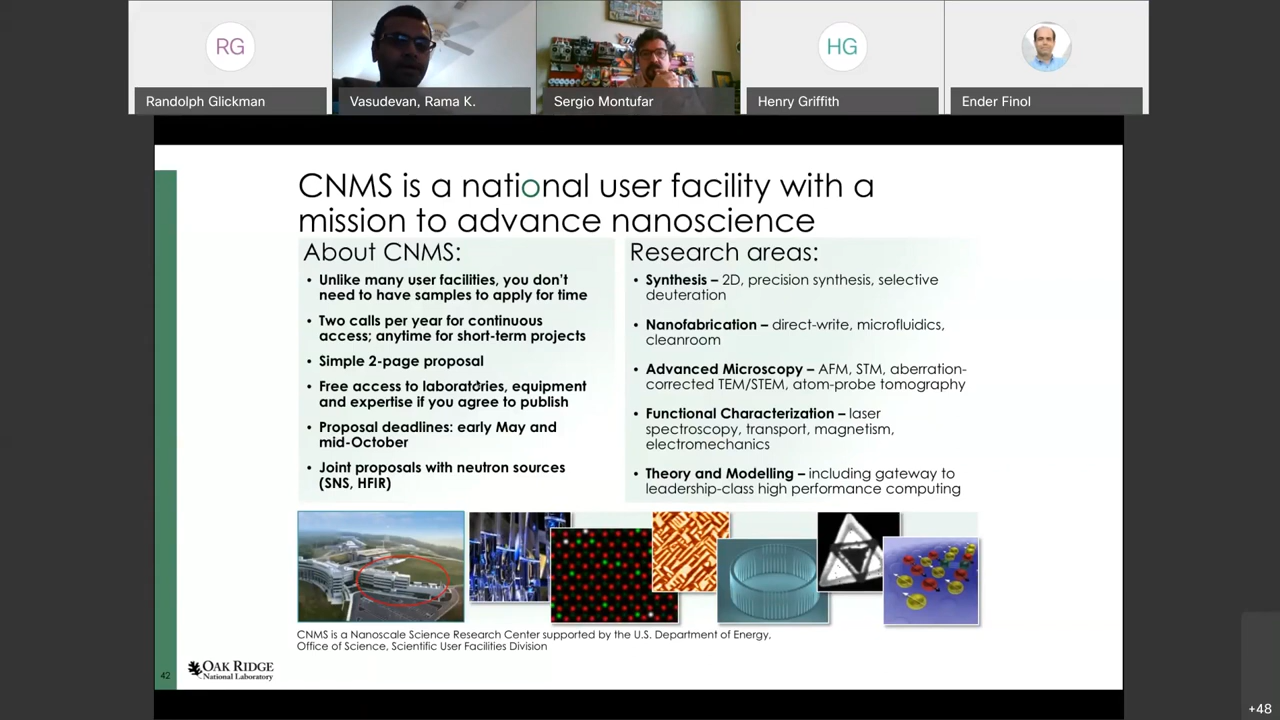 RG
HG
Randolph Glickman
Vasudevan, Rama K.
Sergio Montufar
Henry Griffith
Ender Finol
CNMS is a national user facility with a
mission to advance nanoscience
About CNMS:
• Unlike many user facilities, you don't
need to have samples to apply for time
• Two calls per year for continuous
access; anytime for short-term projects
• Simple 2-page proposal
• Free access to laboratories, equipment
and expertise if you agree to publish
• Proposal deadlines: early May and
mid-October
• Joint proposals with neutron sources
(SNS, HFIR)
Research areas:
• Synthesis – 2D, precision synthesis, selective
deuteration
• Nanofabrication – direct-write, microfluidics,
cleanroom
• Advanced Microscopy – AFM, STM, aberration-
corrected TEM/STEM, atom-probe tomography
• Functional Characterization – laser
spectroscopy, transport, magnetism,
electromechanics
• Theory and Modelling – including gateway to
leadership-class high performance computing
CNMS is a Nanoscale Science Research Center supported by the U.S. Department of Energy,
Office of Science, Scientific User Facilities Division
42
OAK RIDGE
National Laboratory
+48